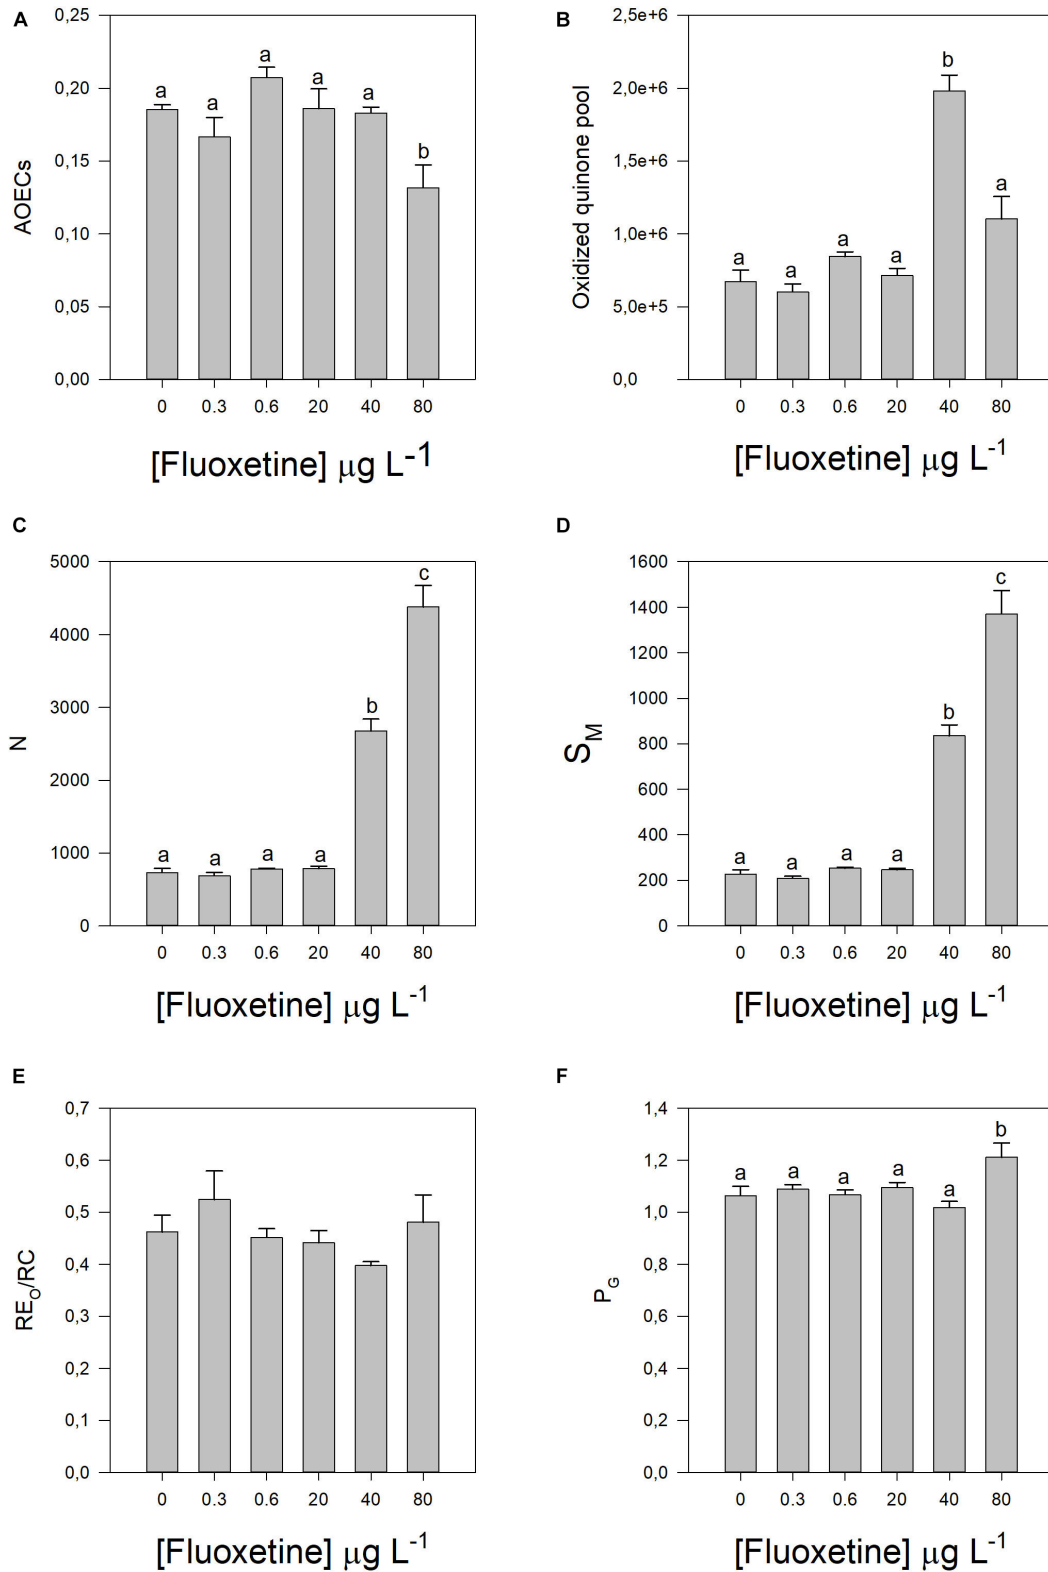 A
AOECs
0,25
0,20
0,15
0,10
0,05
0,00
a
a
a
a
a
b
0 0.3 0.6 20 40 80
[Fluoxetine] μg L⁻¹
B
Oxidized quinone pool
2,5e+6
2,0e+6
1,5e+6
1,0e+6
5,0e+5
0,0
a
a
a
a
b
a
0 0.3 0.6 20 40 80
[Fluoxetine] μg L⁻¹
C
N
5000
4000
3000
2000
1000
0
a
a
a
a
b
c
0 0.3 0.6 20 40 80
[Fluoxetine] μg L⁻¹
D
S_M
1600
1400
1200
1000
800
600
400
200
0
a
a
a
a
b
c
0 0.3 0.6 20 40 80
[Fluoxetine] μg L⁻¹
E
RE_O/RC
0,7
0,6
0,5
0,4
0,3
0,2
0,1
0,0
0 0.3 0.6 20 40 80
[Fluoxetine] μg L⁻¹
F
P_G
1,4
1,2
1,0
0,8
0,6
0,4
0,2
0,0
a
a
a
a
a
b
0 0.3 0.6 20 40 80
[Fluoxetine] μg L⁻¹